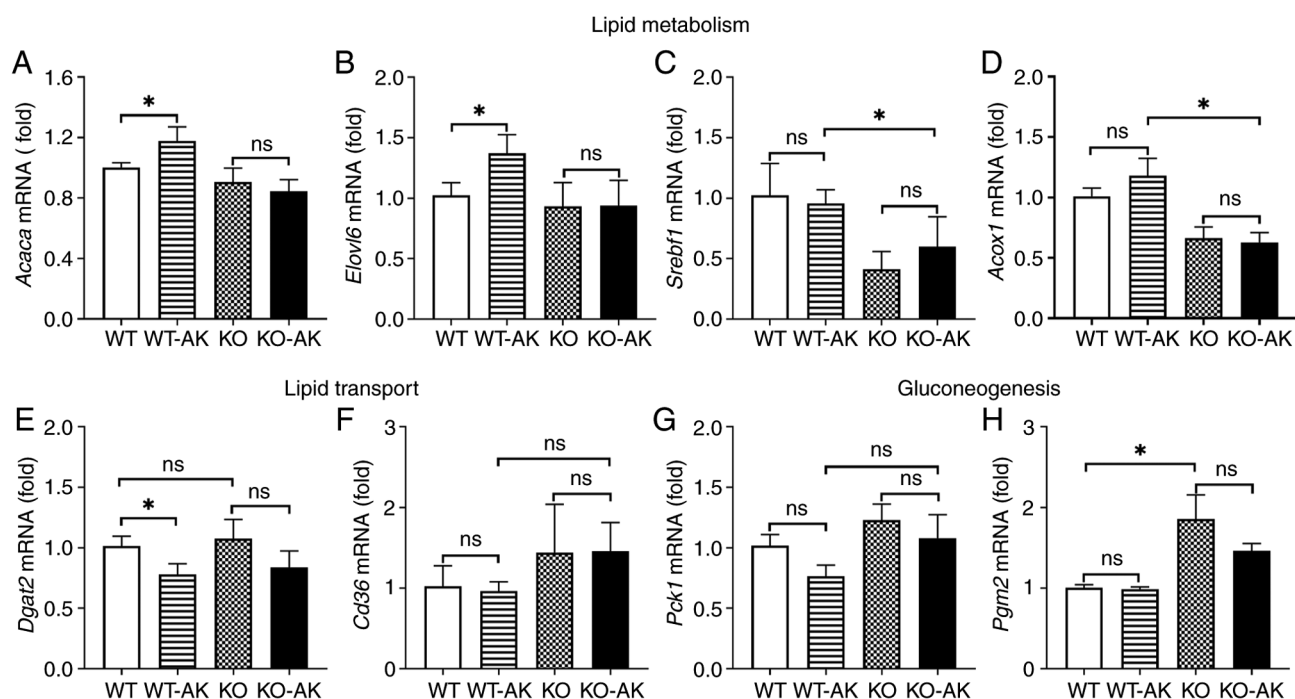 Lipid metabolism
A
Acaca mRNA ( fold)
1.6
1.2
0.8
0.4
0.0
*
ns
WT WT-AK KO KO-AK
B
Elovl6 mRNA (fold)
2.0
1.5
1.0
0.5
0.0
*
ns
WT WT-AK KO KO-AK
C
Srebf1 mRNA (fold)
2.0
1.5
1.0
0.5
0.0
ns
*
ns
WT WT-AK KO KO-AK
D
Acox1 mRNA (fold)
2.0
1.5
1.0
0.5
0.0
ns
*
ns
WT WT-AK KO KO-AK
Lipid transport
E
Dgat2 mRNA (fold)
2.0
1.5
1.0
0.5
0.0
ns
*
ns
WT WT-AK KO KO-AK
F
Cd36 mRNA (fold)
3
2
1
0
ns
ns
ns
WT WT-AK KO KO-AK
Gluconeogenesis
G
Pck1 mRNA (fold)
2.0
1.5
1.0
0.5
0.0
ns
ns
ns
WT WT-AK KO KO-AK
H
Pgm2 mRNA (fold)
3
2
1
0
*
ns
ns
WT WT-AK KO KO-AK